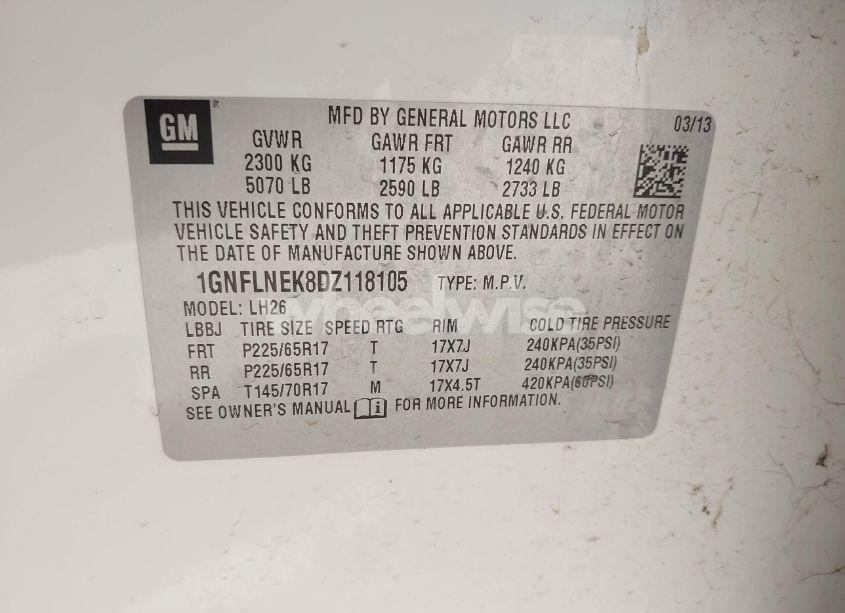 GM ® MFD BY GENERAL MOTORS LLC 03/13
GVWR GAWR FRT GAWR RR
2300 KG 1175 KG 1240 KG
5070 LB 2590 LB 2733 LB
THIS VEHICLE CONFORMS TO ALL APPLICABLE U.S. FEDERAL MOTOR
VEHICLE SAFETY AND THEFT PREVENTION STANDARDS IN EFFECT ON
THE DATE OF MANUFACTURE SHOWN ABOVE.
1GNFLNEK8DZ118105 TYPE: M.P.V.
MODEL: LH26
wheelwise
LBBJ TIRE SIZE SPEED RTG RIM COLD TIRE PRESSURE
FRT P225/65R17 T 17X7J 240KPA(35PSI)
RR P225/65R17 T 17X7J 240KPA(35PSI)
SPA T145/70R17 M 17X4.5T 420KPA(60PSI)
SEE OWNER'S MANUAL i FOR MORE INFORMATION.